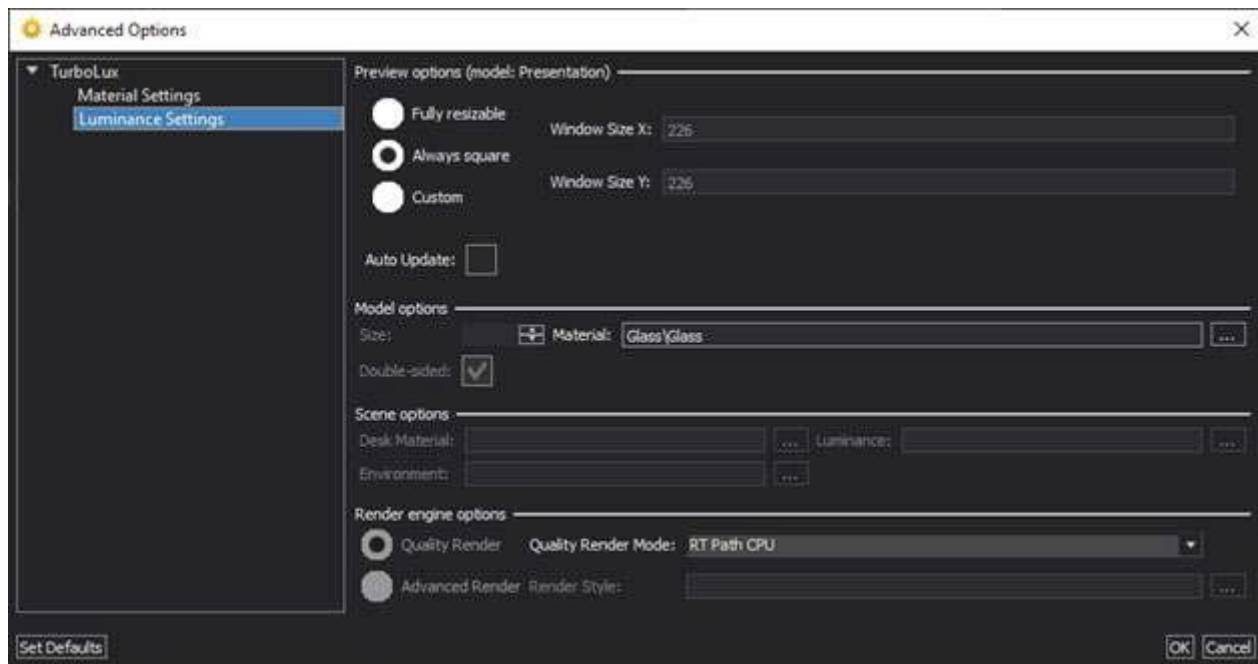 Advanced Options
TurboLux
Material Settings
Luminance Settings
Preview options (model: Presentation)
Fully resizable
Window Size X: 226
Always square
Window Size Y: 226
Custom
Auto Update:
Model options
Size: Material: Glass\Glass ...
Double-sided:
Scene options
Desk Material: ... Luminance: ...
Environment: ...
Render engine options
Quality Render Quality Render Mode: RT Path CPU
Advanced Render Render Style: ...
Set Defaults OK Cancel